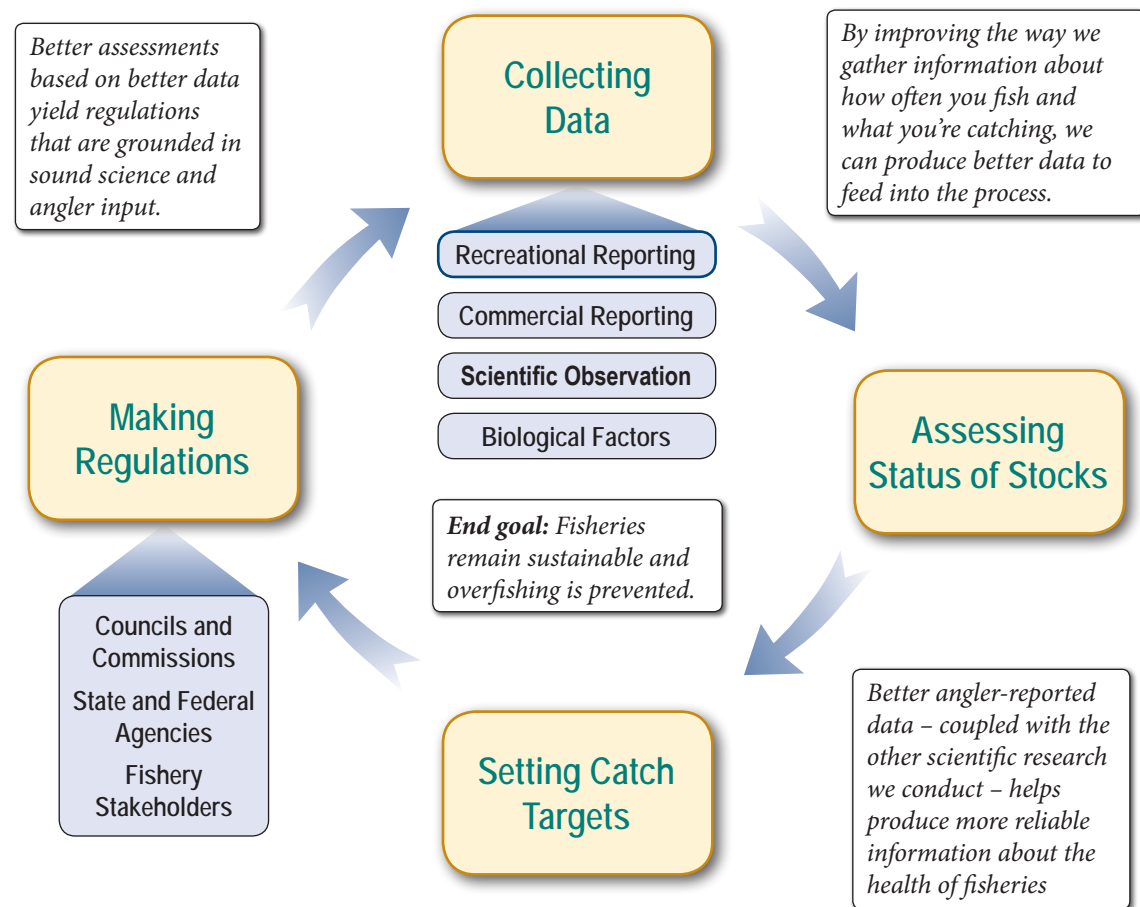 Better assessments
based on better data
yield regulations
that are grounded in
sound science and
angler input.
Collecting
Data
By improving the way we
gather information about
how often you fish and
what you're catching, we
can produce better data to
feed into the process.
Recreational Reporting
Commercial Reporting
Scientific Observation
Biological Factors
Making
Regulations
Assessing
Status of Stocks
End goal: Fisheries
remain sustainable and
overfishing is prevented.
Councils and
Commissions
State and Federal
Agencies
Fishery
Stakeholders
Setting Catch
Targets
Better angler-reported
data – coupled with the
other scientific research
we conduct – helps
produce more reliable
information about the
health of fisheries